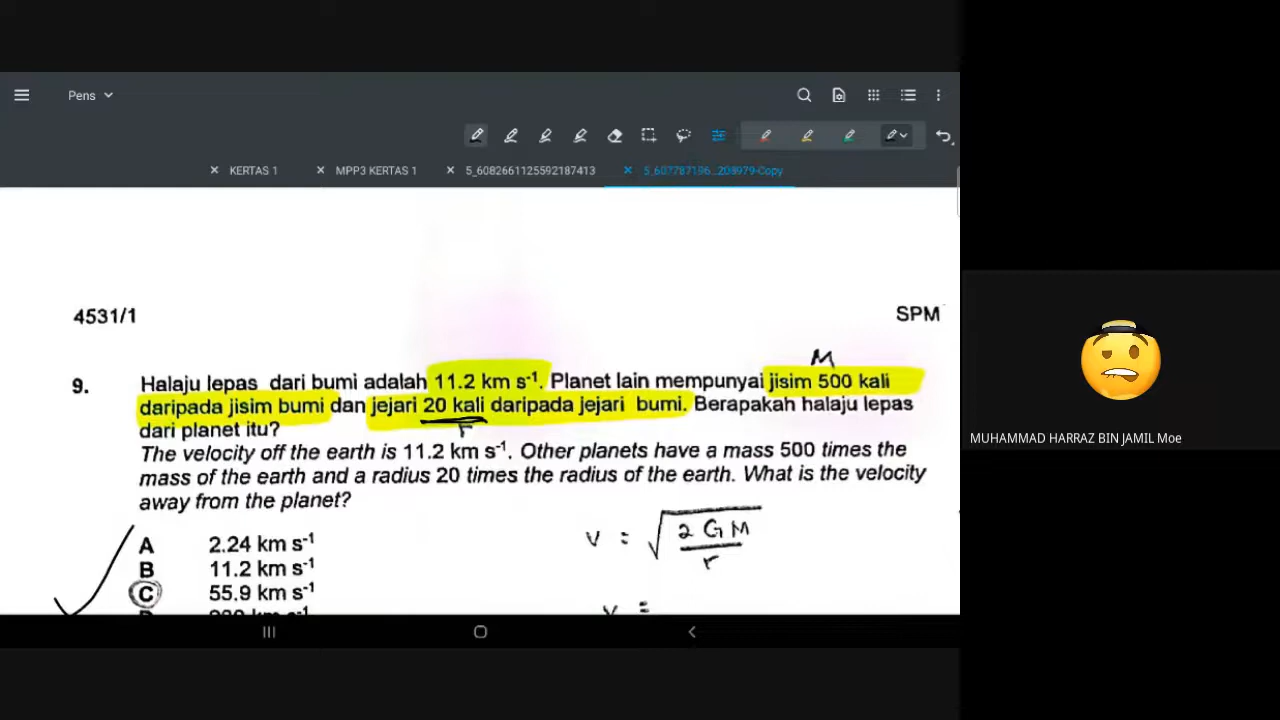 Pens
KERTAS 1
MPP3 KERTAS 1
5_6082661125592187413
203979-Copy
4531/1
SPM
M
9. Halaju lepas dari bumi adalah 11.2 km s⁻¹. Planet lain mempunyai jisim 500 kali
daripada jisim bumi dan jejari 20 kali daripada jejari bumi. Berapakah halaju lepas
r
dari planet itu?
The velocity off the earth is 11.2 km s⁻¹. Other planets have a mass 500 times the
mass of the earth and a radius 20 times the radius of the earth. What is the velocity
away from the planet?
v = √(2GM/r)
A 2.24 km s⁻¹
B 11.2 km s⁻¹
C 55.9 km s⁻¹
v =
MUHAMMAD HARRAZ BIN JAMIL Moe